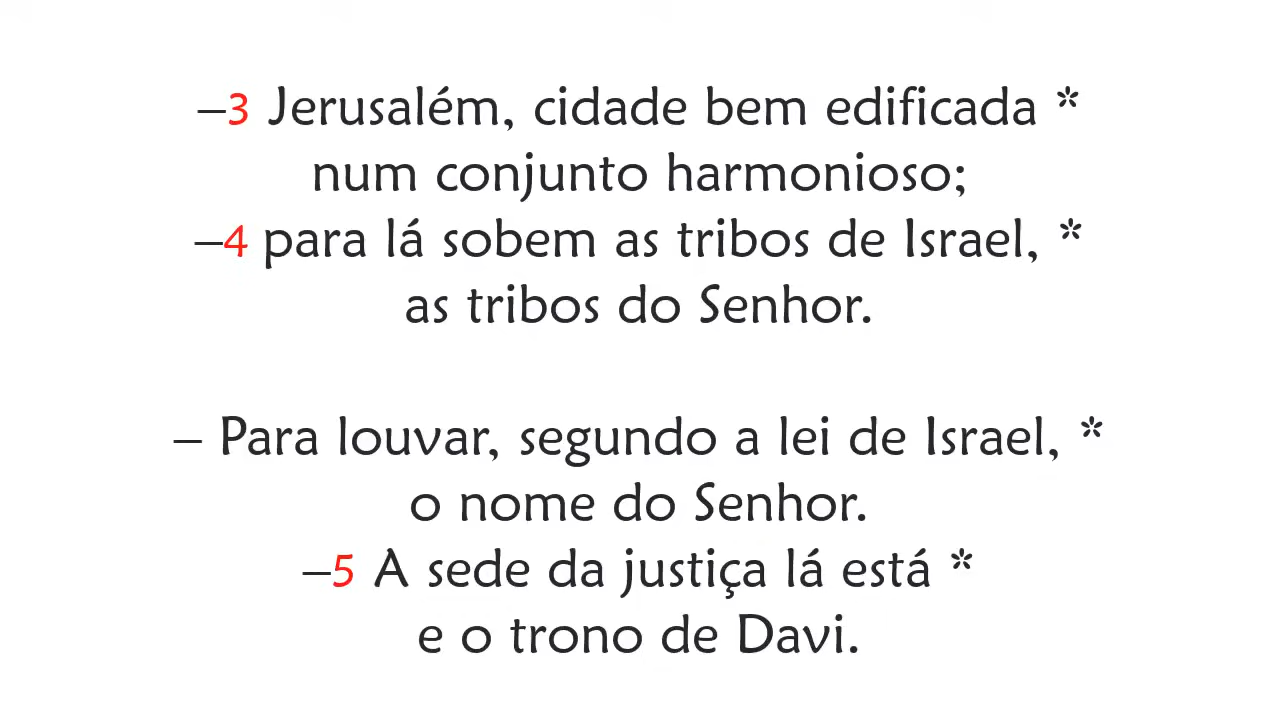 –3 Jerusalém, cidade bem edificada *
num conjunto harmonioso;
–4 para lá sobem as tribos de Israel, *
as tribos do Senhor.
– Para louvar, segundo a lei de Israel, *
o nome do Senhor.
–5 A sede da justiça lá está *
e o trono de Davi.